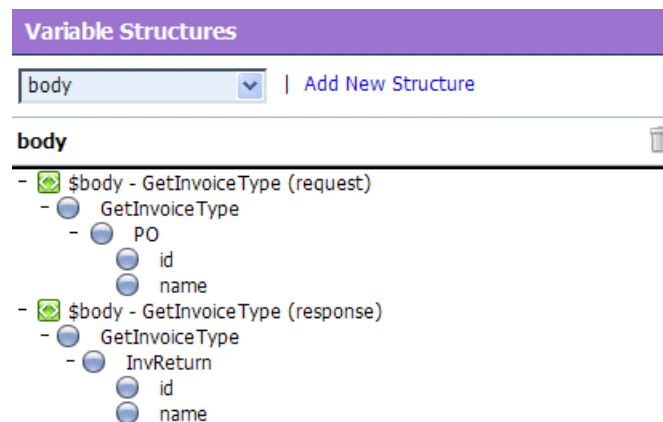 Variable Structures
body | Add New Structure
body
- $body - GetInvoiceType (request)
- GetInvoiceType
- PO
id
name
- $body - GetInvoiceType (response)
- GetInvoiceType
- InvReturn
id
name